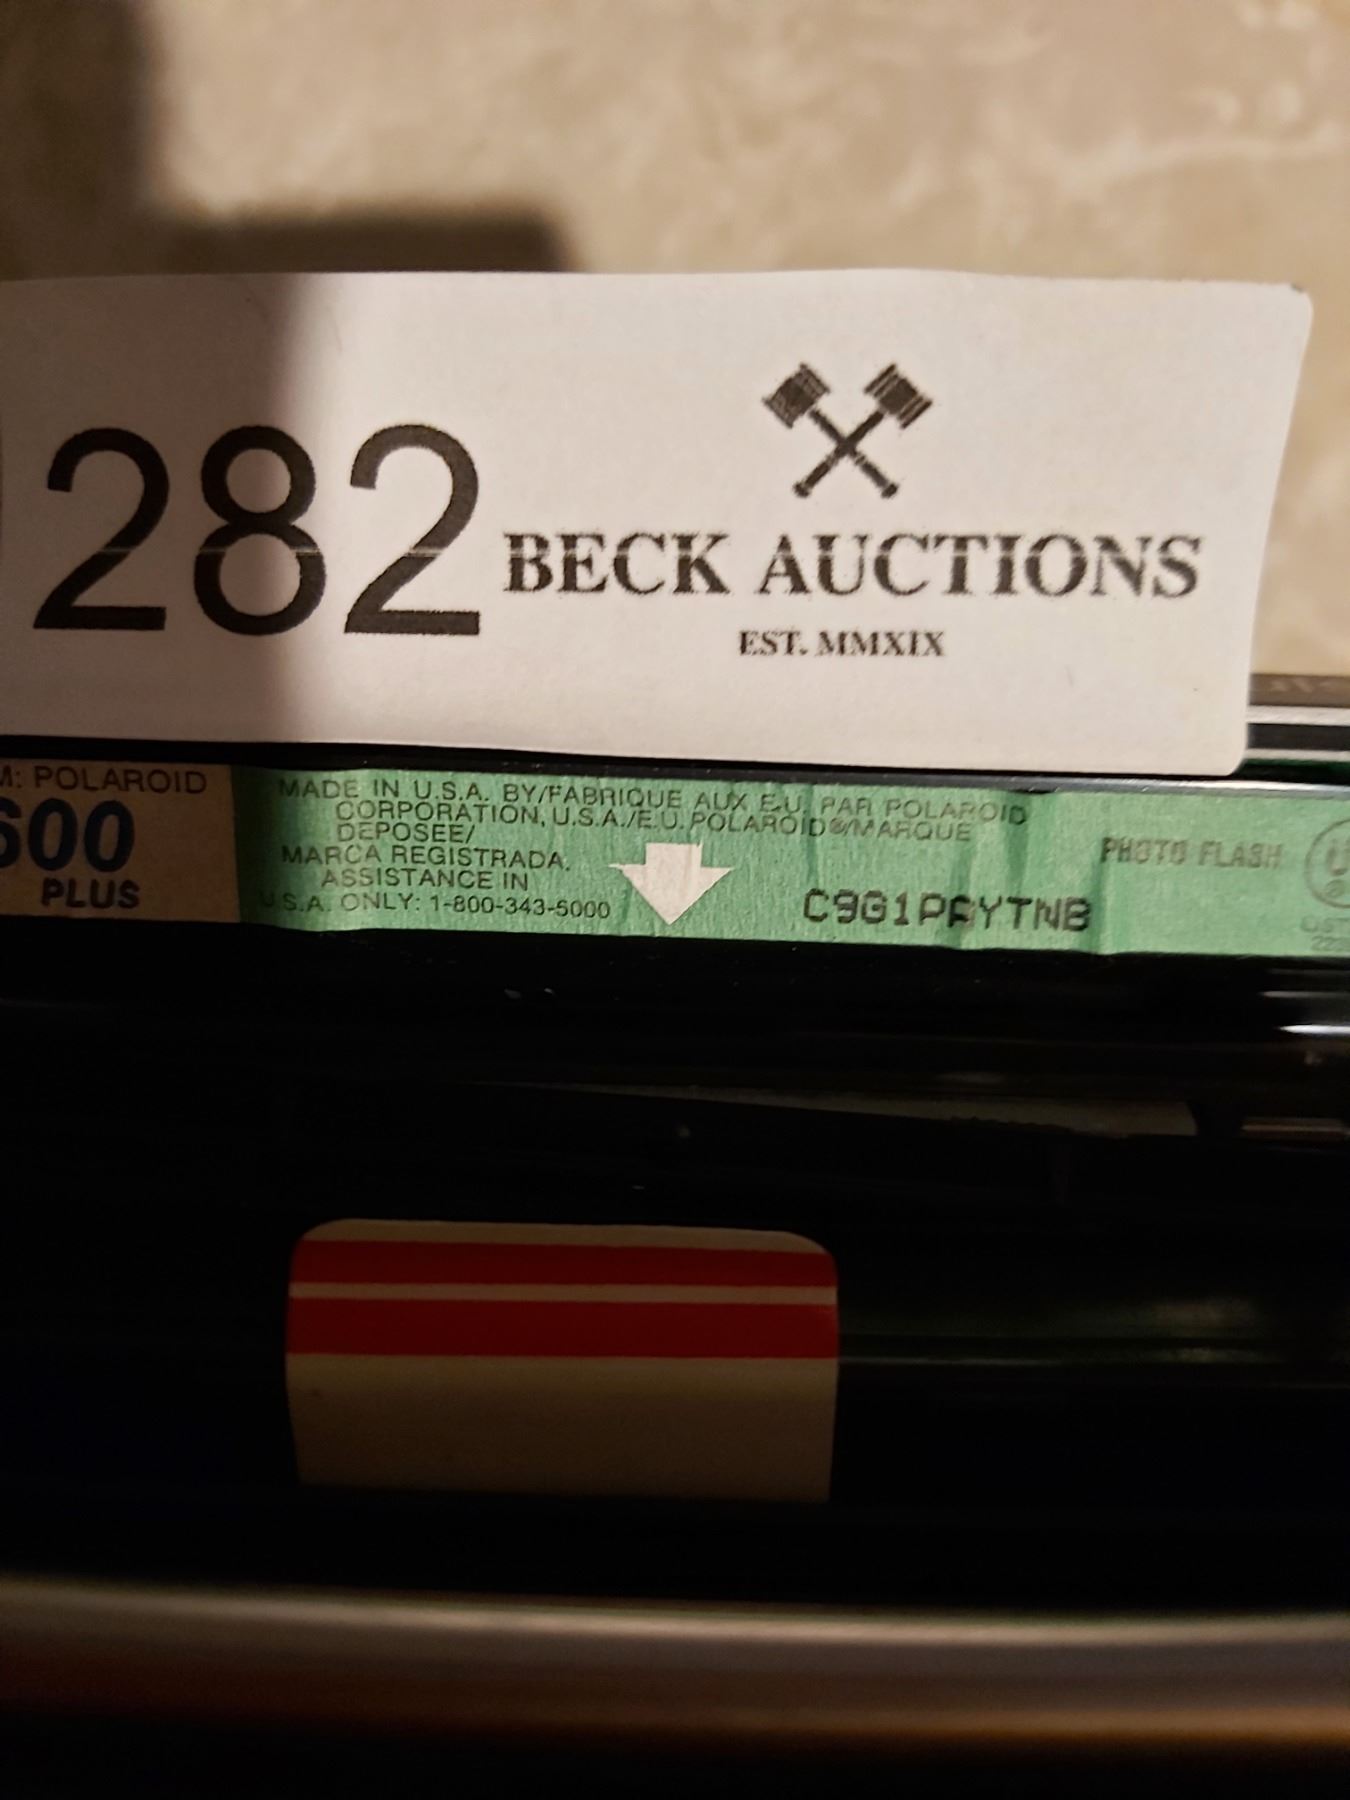 282
BECK AUCTIONS
EST. MMXIX
M: POLAROID
600
PLUS
MADE IN U.S.A. BY/FABRIQUE AUX E.U. PAR POLAROID
CORPORATION, U.S.A./E.U. POLAROID®/MARQUE
DEPOSEE/
MARCA REGISTRADA.
ASSISTANCE IN
U.S.A. ONLY: 1-800-343-5000
C9G1PAYTNB
PHOTO FLASH